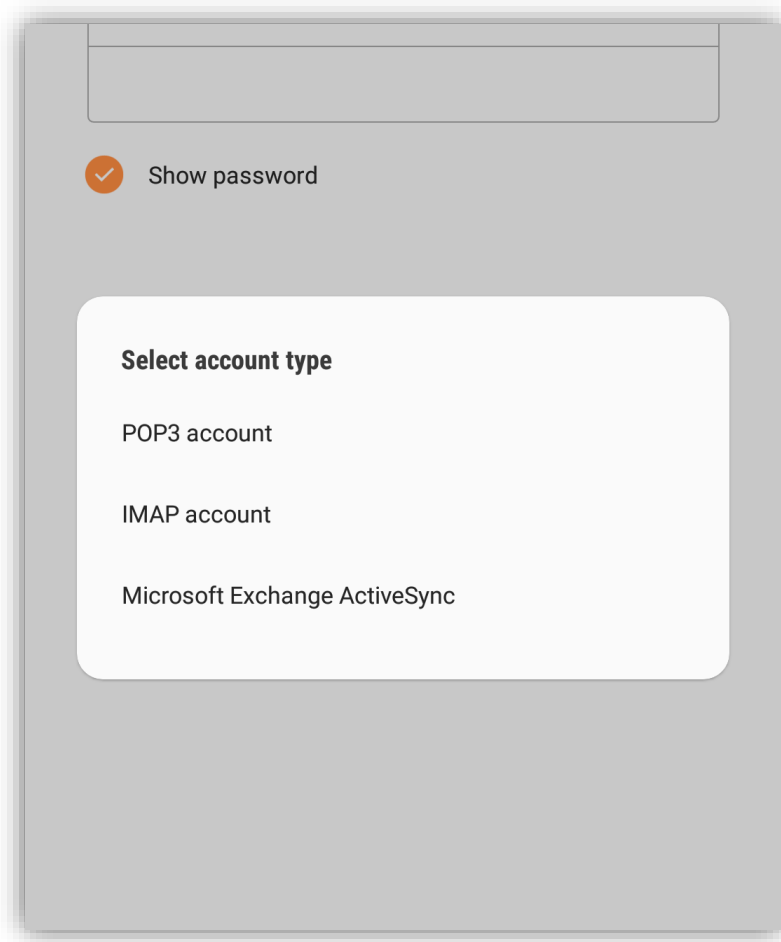 Show password
Select account type
POP3 account
IMAP account
Microsoft Exchange ActiveSync